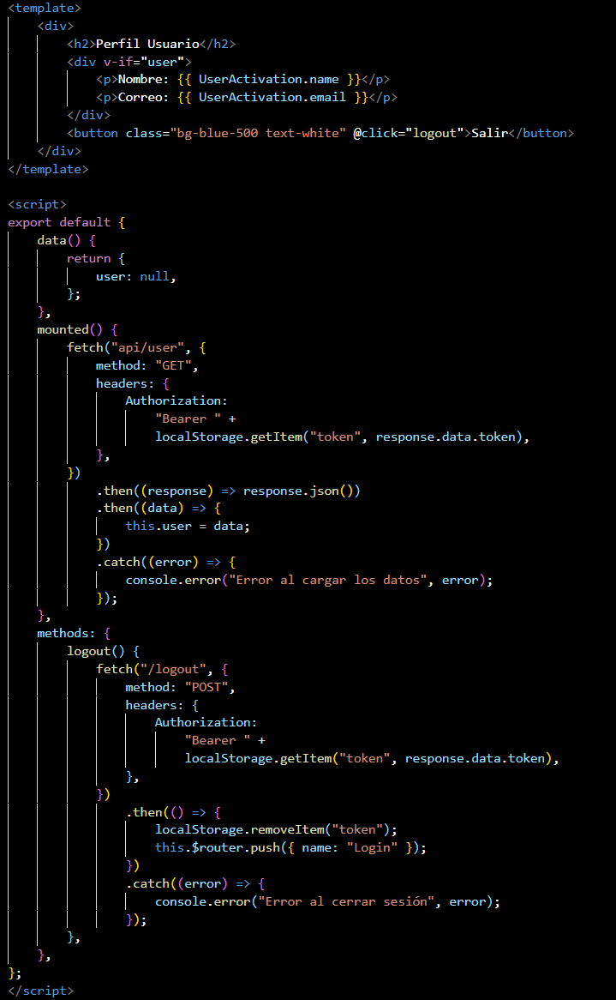 <template>
    <div>
        <h2>Perfil Usuario</h2>
        <div v-if="user">
            <p>Nombre: {{ UserActivation.name }}</p>
            <p>Correo: {{ UserActivation.email }}</p>
        </div>
        <button class="bg-blue-500 text-white" @click="logout">Salir</button>
    </div>
</template>

<script>
export default {
    data() {
        return {
            user: null,
        };
    },
    mounted() {
        fetch("api/user", {
            method: "GET",
            headers: {
                Authorization:
                    "Bearer " +
                    localStorage.getItem("token", response.data.token),
            },
        })
            .then((response) => response.json())
            .then((data) => {
                this.user = data;
            })
            .catch((error) => {
                console.error("Error al cargar los datos", error);
            });
    },
    methods: {
        logout() {
            fetch("/logout", {
                method: "POST",
                headers: {
                    Authorization:
                        "Bearer " +
                        localStorage.getItem("token", response.data.token),
                },
            })
                .then(() => {
                    localStorage.removeItem("token");
                    this.$router.push({ name: "Login" });
                })
                .catch((error) => {
                    console.error("Error al cerrar sesión", error);
                });
        },
    },
};
</script>